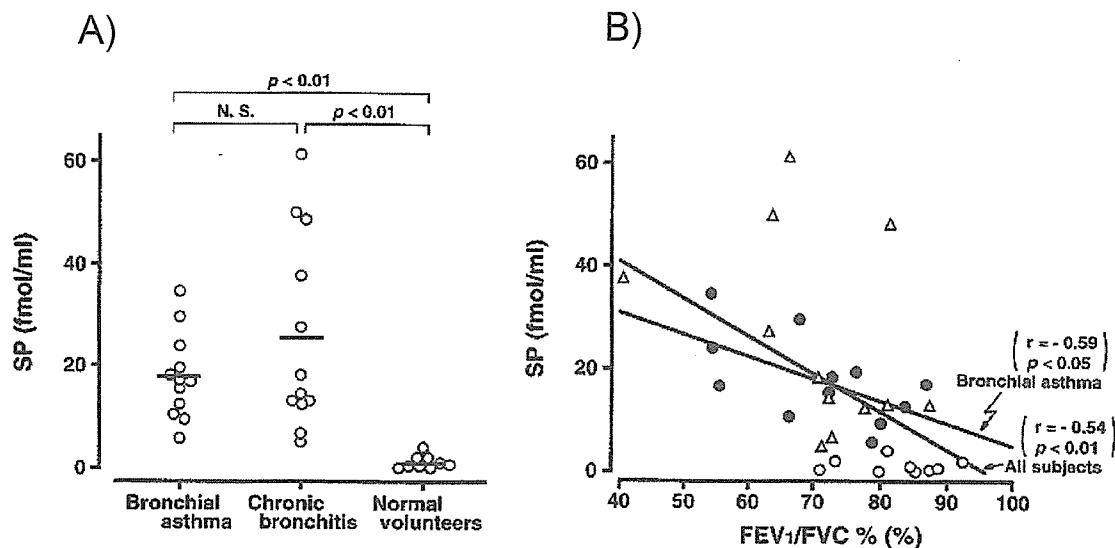 A)
p < 0.01
N. S.
p < 0.01
60
40
20
0
SP (fmol/ml)
Bronchial
asthma
Chronic
bronchitis
Normal
volunteers
B)
60
40
20
0
SP (fmol/ml)
r = - 0.59
p < 0.05
Bronchial asthma
r = - 0.54
p < 0.01
All subjects
40 50 60 70 80 90 100
FEV1/FVC % (%)